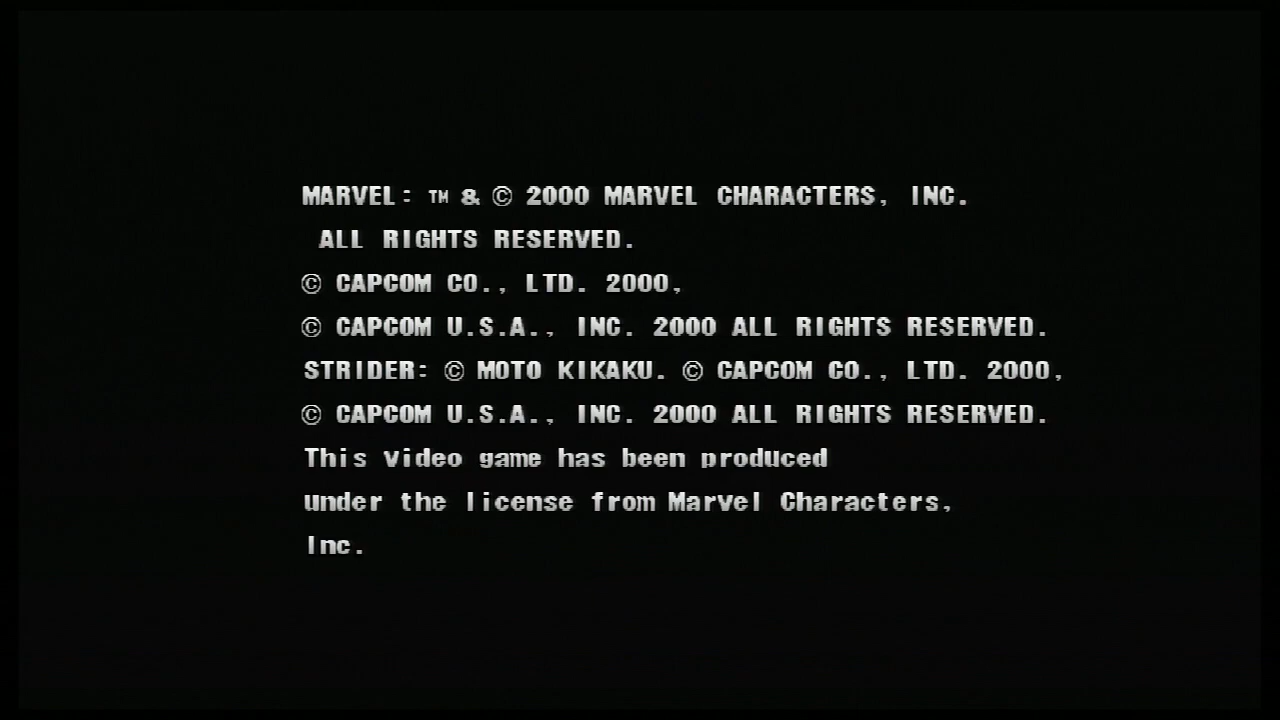 MARVEL: ™ & © 2000 MARVEL CHARACTERS, INC.
ALL RIGHTS RESERVED.
© CAPCOM CO., LTD. 2000,
© CAPCOM U.S.A., INC. 2000 ALL RIGHTS RESERVED.
STRIDER: © MOTO KIKAKU. © CAPCOM CO., LTD. 2000,
© CAPCOM U.S.A., INC. 2000 ALL RIGHTS RESERVED.
This video game has been produced
under the license from Marvel Characters,
Inc.